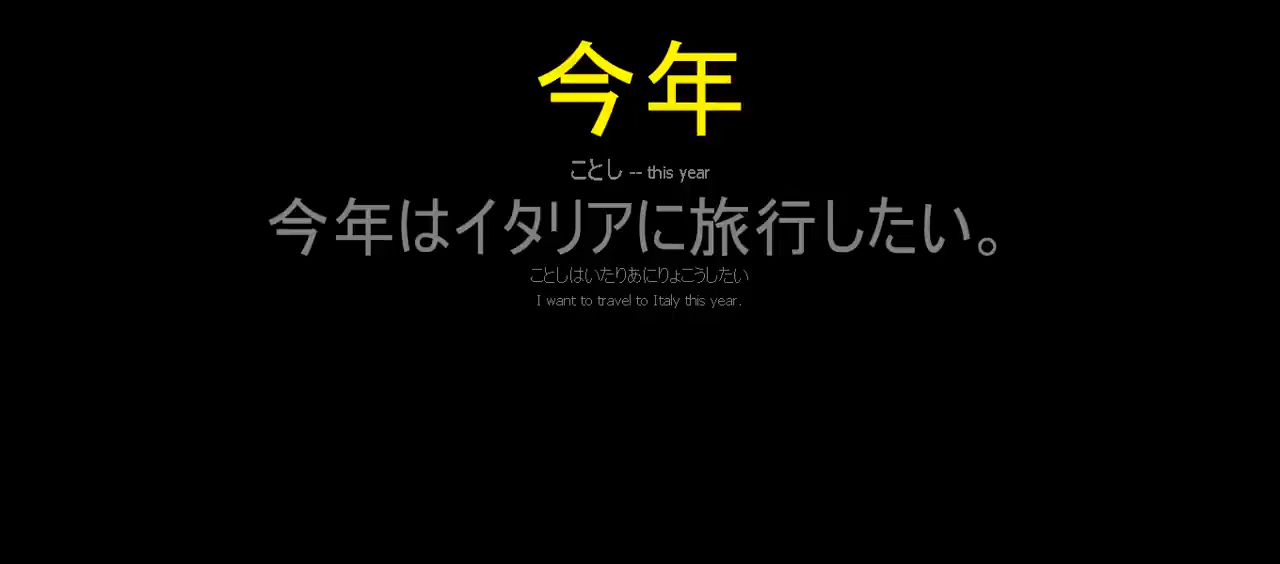 今年
ことし -- this year
今年はイタリアに旅行したい。
ことしはいたりあにりょこうしたい
I want to travel to Italy this year.